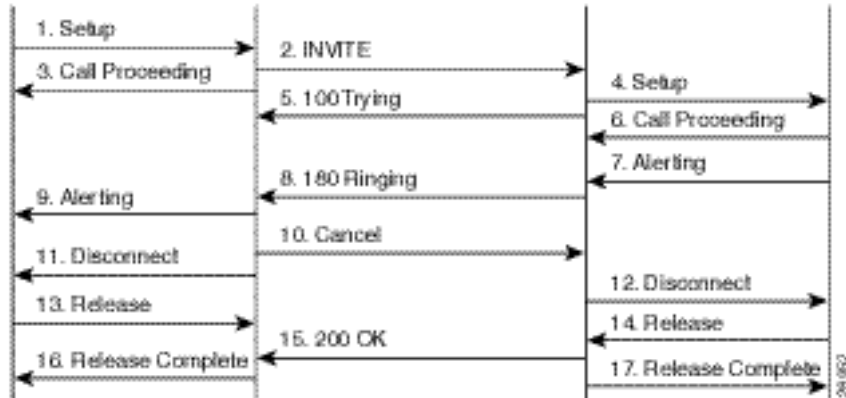 1. Setup
2. INVITE
3. Call Proceeding
4. Setup
5. 100 Trying
6. Call Proceeding
7. Alerting
8. 180 Ringing
9. Alerting
10. Cancel
11. Disconnect
12. Disconnect
13. Release
14. Release
15. 200 OK
16. Release Complete
17. Release Complete